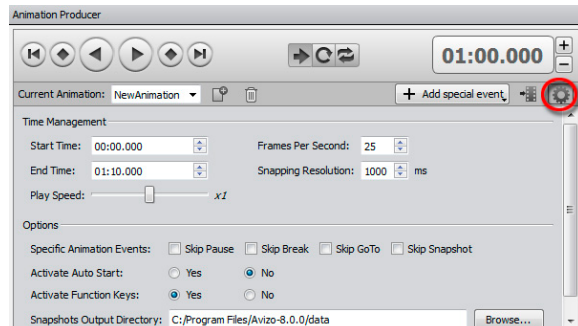 Animation Producer
01:00.000
Current Animation: NewAnimation Add special event
Time Management
Start Time: 00:00.000 Frames Per Second: 25
End Time: 01:10.000 Snapping Resolution: 1000 ms
Play Speed: x1
Options
Specific Animation Events: Skip Pause Skip Break Skip GoTo Skip Snapshot
Activate Auto Start: Yes No
Activate Function Keys: Yes No
Snapshots Output Directory: C:/Program Files/Avizo-8.0.0/data Browse...